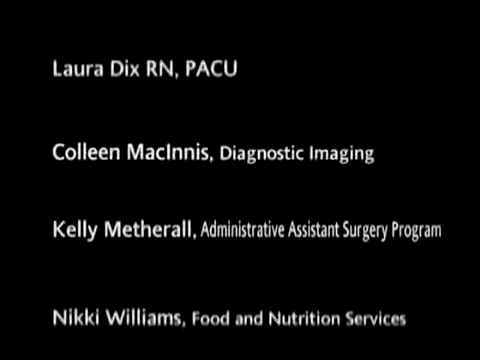 Laura Dix RN, PACU
Colleen MacInnis, Diagnostic Imaging
Kelly Metherall, Administrative Assistant Surgery Program
Nikki Williams, Food and Nutrition Services